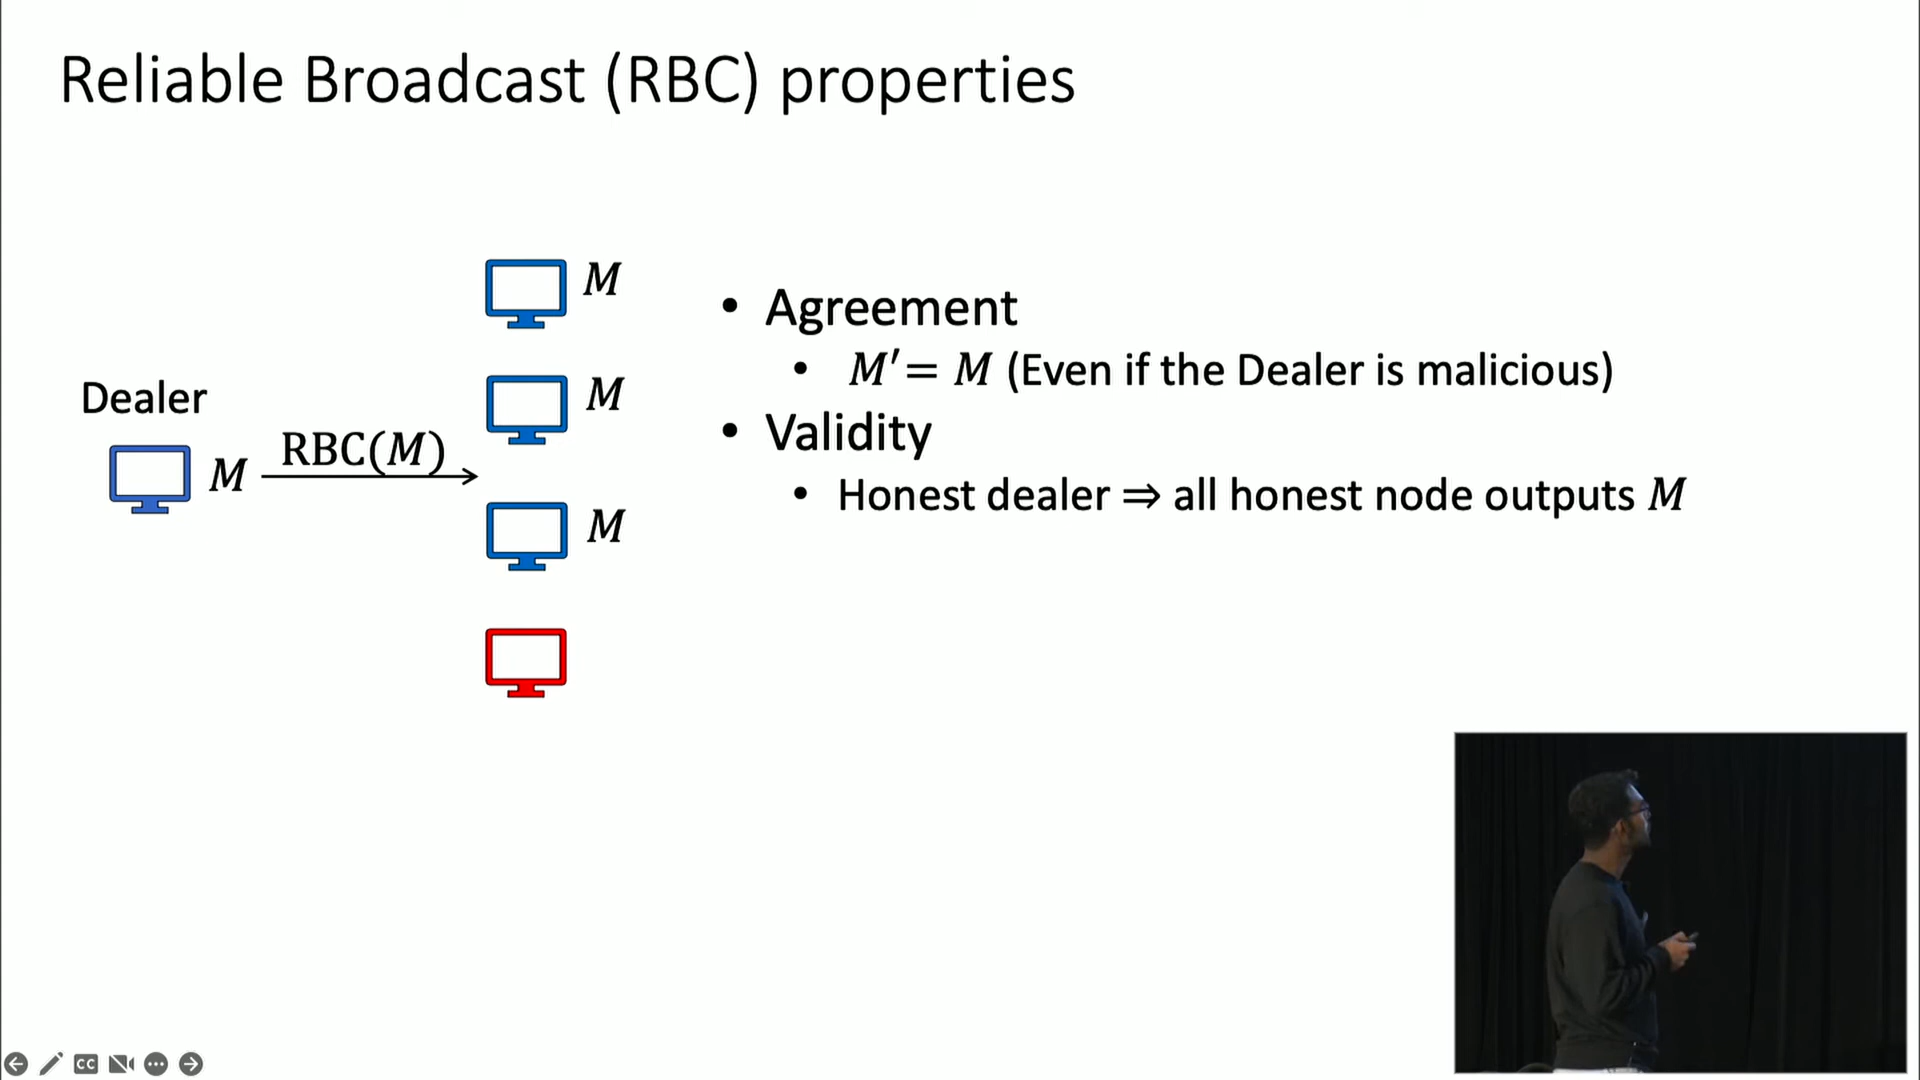 Reliable Broadcast (RBC) properties
M
M
Dealer
M
RBC(M)
M
• Agreement
• M′= M (Even if the Dealer is malicious)
• Validity
• Honest dealer ⇒ all honest node outputs M
CC